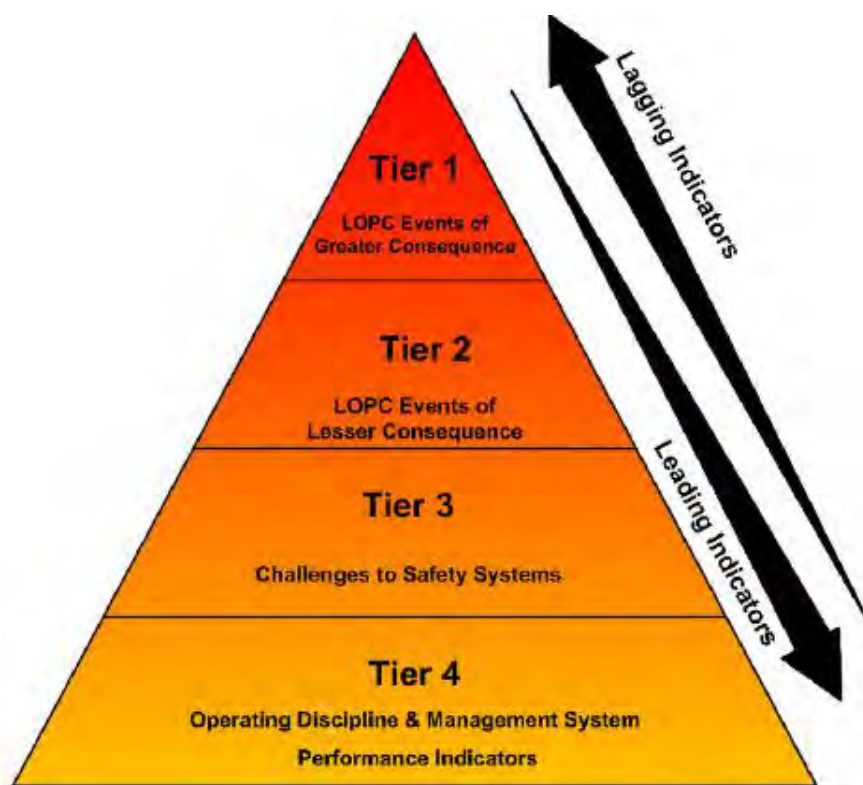 Tier 1
LOPC Events of
Greater Consequence
Tier 2
LOPC Events of
Lesser Consequence
Tier 3
Challenges to Safety Systems
Tier 4
Operating Discipline & Management System
Performance Indicators
Lagging Indicators
Leading Indicators